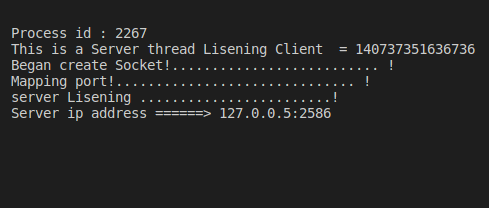 Process id : 2267
This is a Server thread Lisening Client  = 140737351636736
Began create Socket!.......................... !
Mapping port!.............................. !
server Lisening ........................!
Server ip address ======> 127.0.0.5:2586